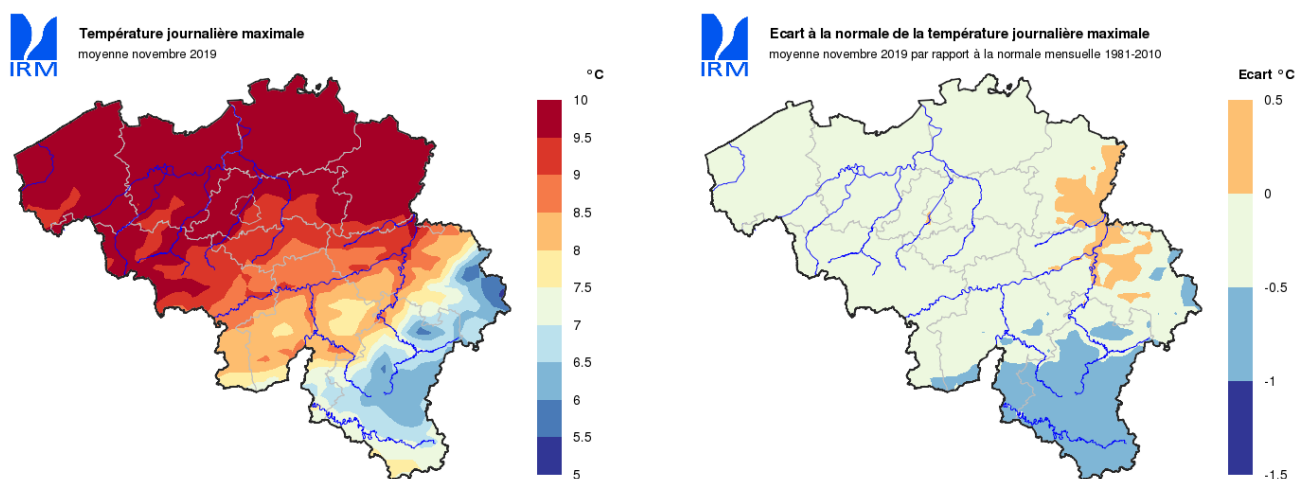 IRM
Température journalière maximale
moyenne novembre 2019
°C
10
9.5
9
8.5
8
7.5
7
6.5
6
5.5
5
IRM
Ecart à la normale de la température journalière maximale
moyenne novembre 2019 par rapport à la normale mensuelle 1981-2010
Ecart °C
0.5
0
-0.5
-1
-1.5